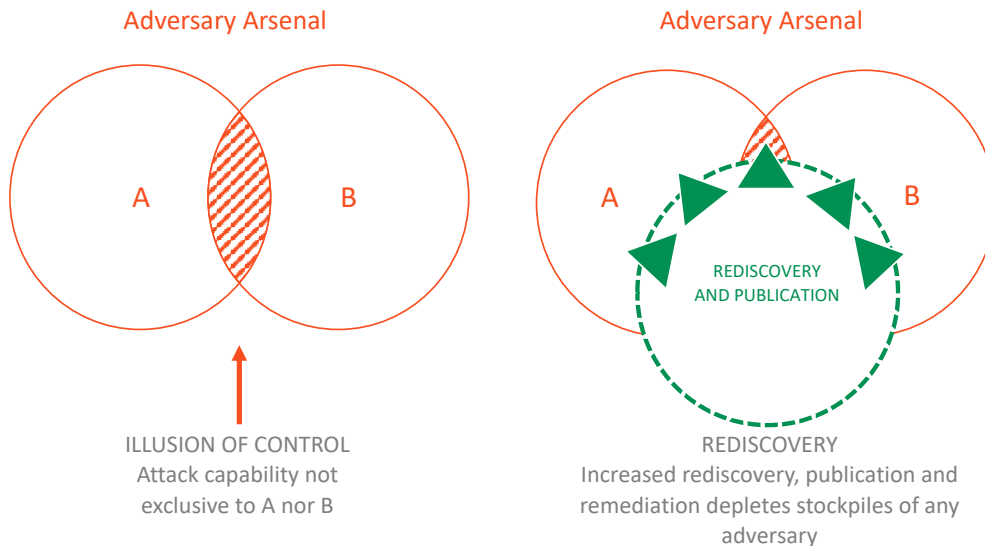 Adversary Arsenal
A
B
ILLUSION OF CONTROL
Attack capability not
exclusive to A nor B
Adversary Arsenal
A
B
REDISCOVERY
AND PUBLICATION
REDISCOVERY
Increased rediscovery, publication and
remediation depletes stockpiles of any
adversary